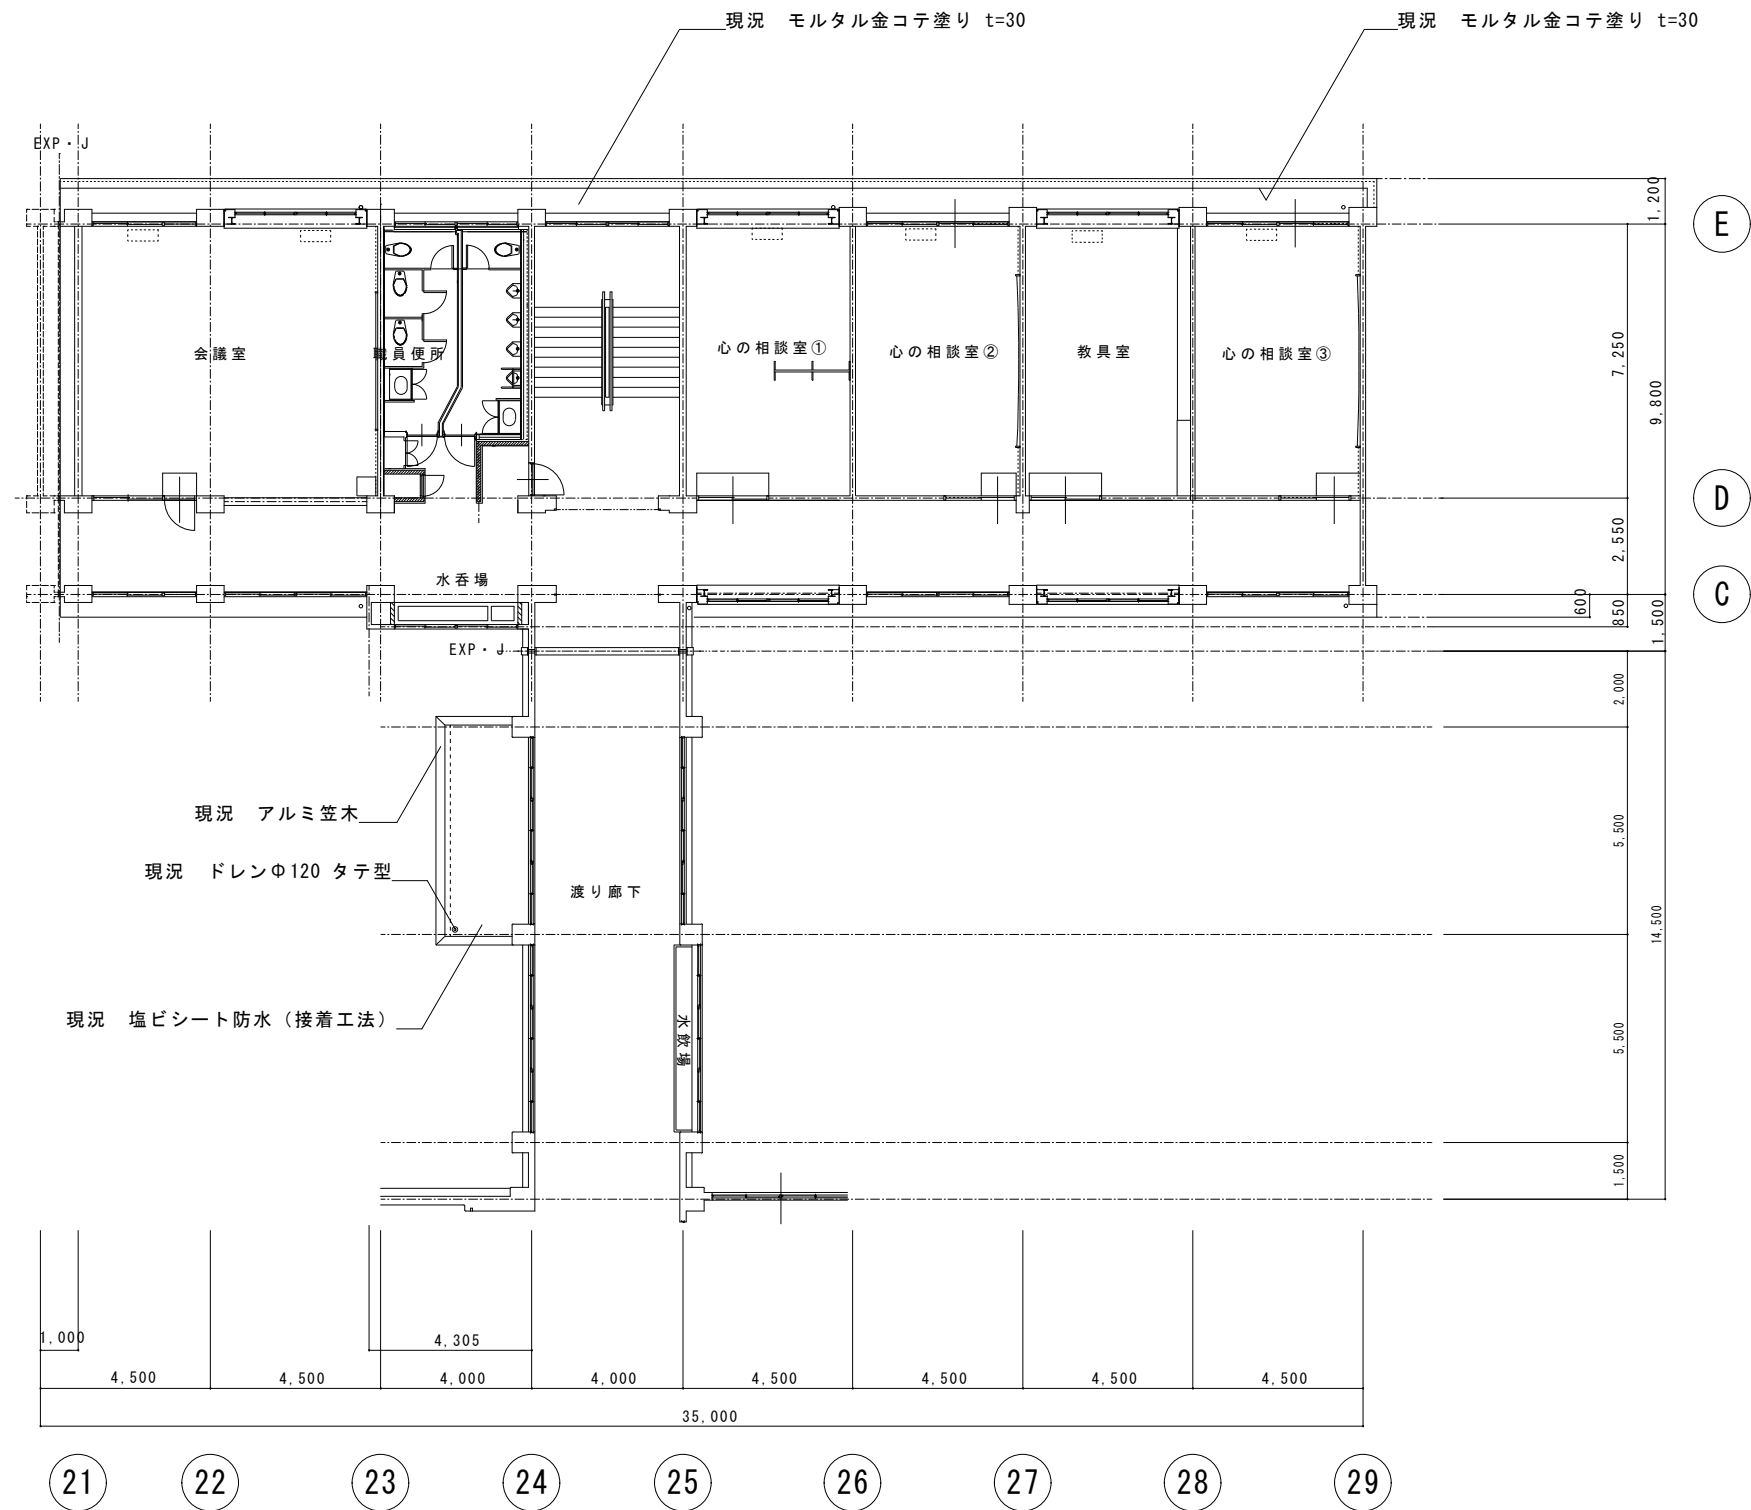 現況 モルタル金コテ塗り t=30
現況 モルタル金コテ塗り t=30
EXP・J
1,200
E
会議室
職員便所
心の相談室①
心の相談室②
教具室
心の相談室③
7,250
9,800
D
2,550
水呑場
C
600
850
1,500
EXP・J
2,000
現況 アルミ笠木
5,500
現況 ドレンΦ120 タテ型
渡り廊下
14,500
現況 塩ビシート防水（接着工法）
水飲場
5,500
1,500
1,000
4,305
4,500
4,500
4,000
4,000
4,500
4,500
4,500
4,500
35,000
21
22
23
24
25
26
27
28
29